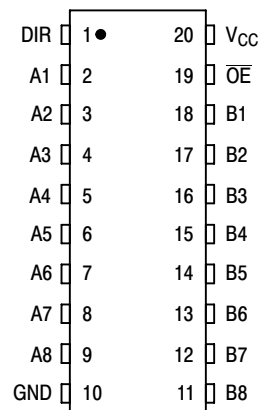 DIR 1 20 V_CC
A1 2 19 O̅E̅
A2 3 18 B1
A3 4 17 B2
A4 5 16 B3
A5 6 15 B4
A6 7 14 B5
A7 8 13 B6
A8 9 12 B7
GND 10 11 B8